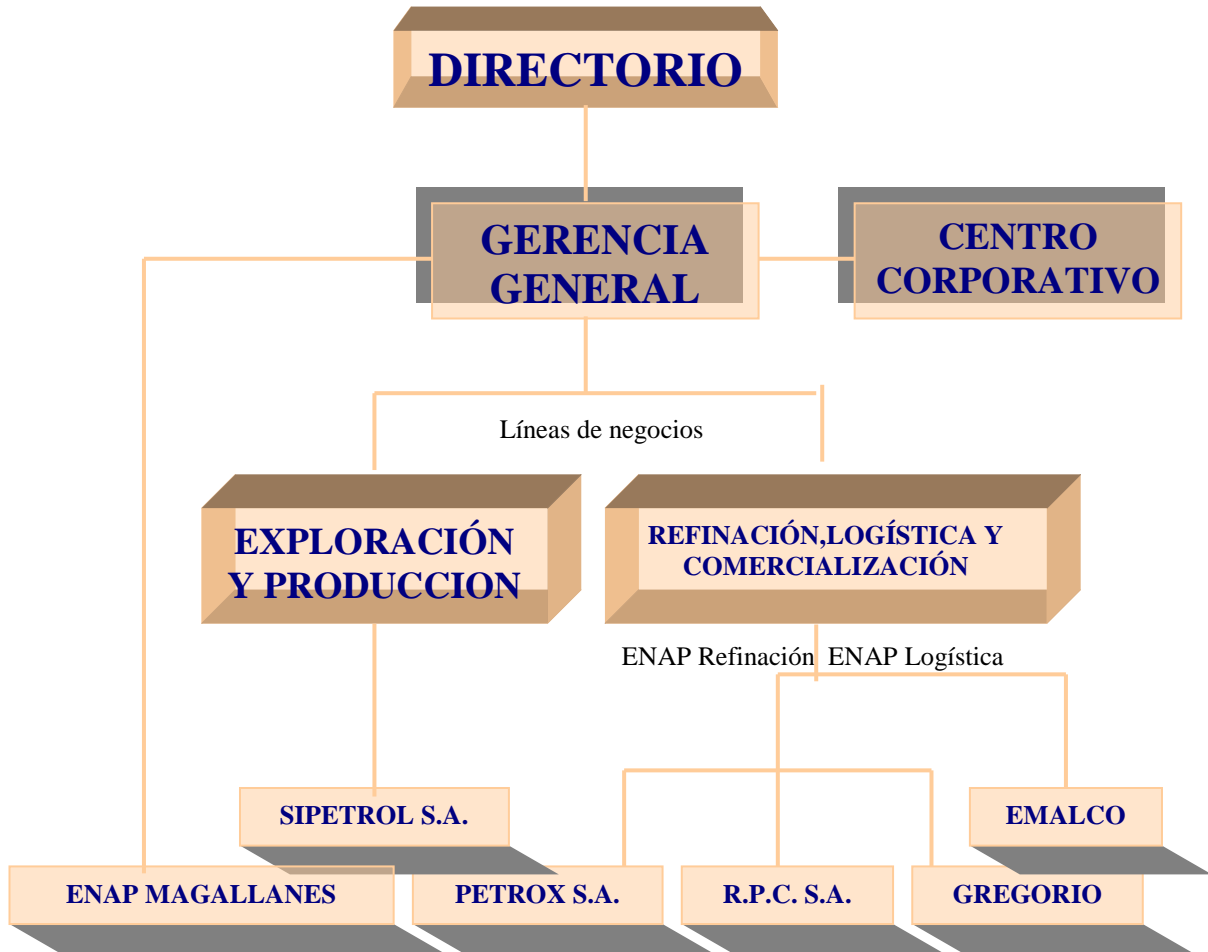 DIRECTORIO
GERENCIA
GENERAL
CENTRO
CORPORATIVO
Líneas de negocios
EXPLORACIÓN
Y PRODUCCION
REFINACIÓN,LOGÍSTICA Y
COMERCIALIZACIÓN
ENAP Refinación ENAP Logística
SIPETROL S.A.
EMALCO
ENAP MAGALLANES
PETROX S.A.
R.P.C. S.A.
GREGORIO